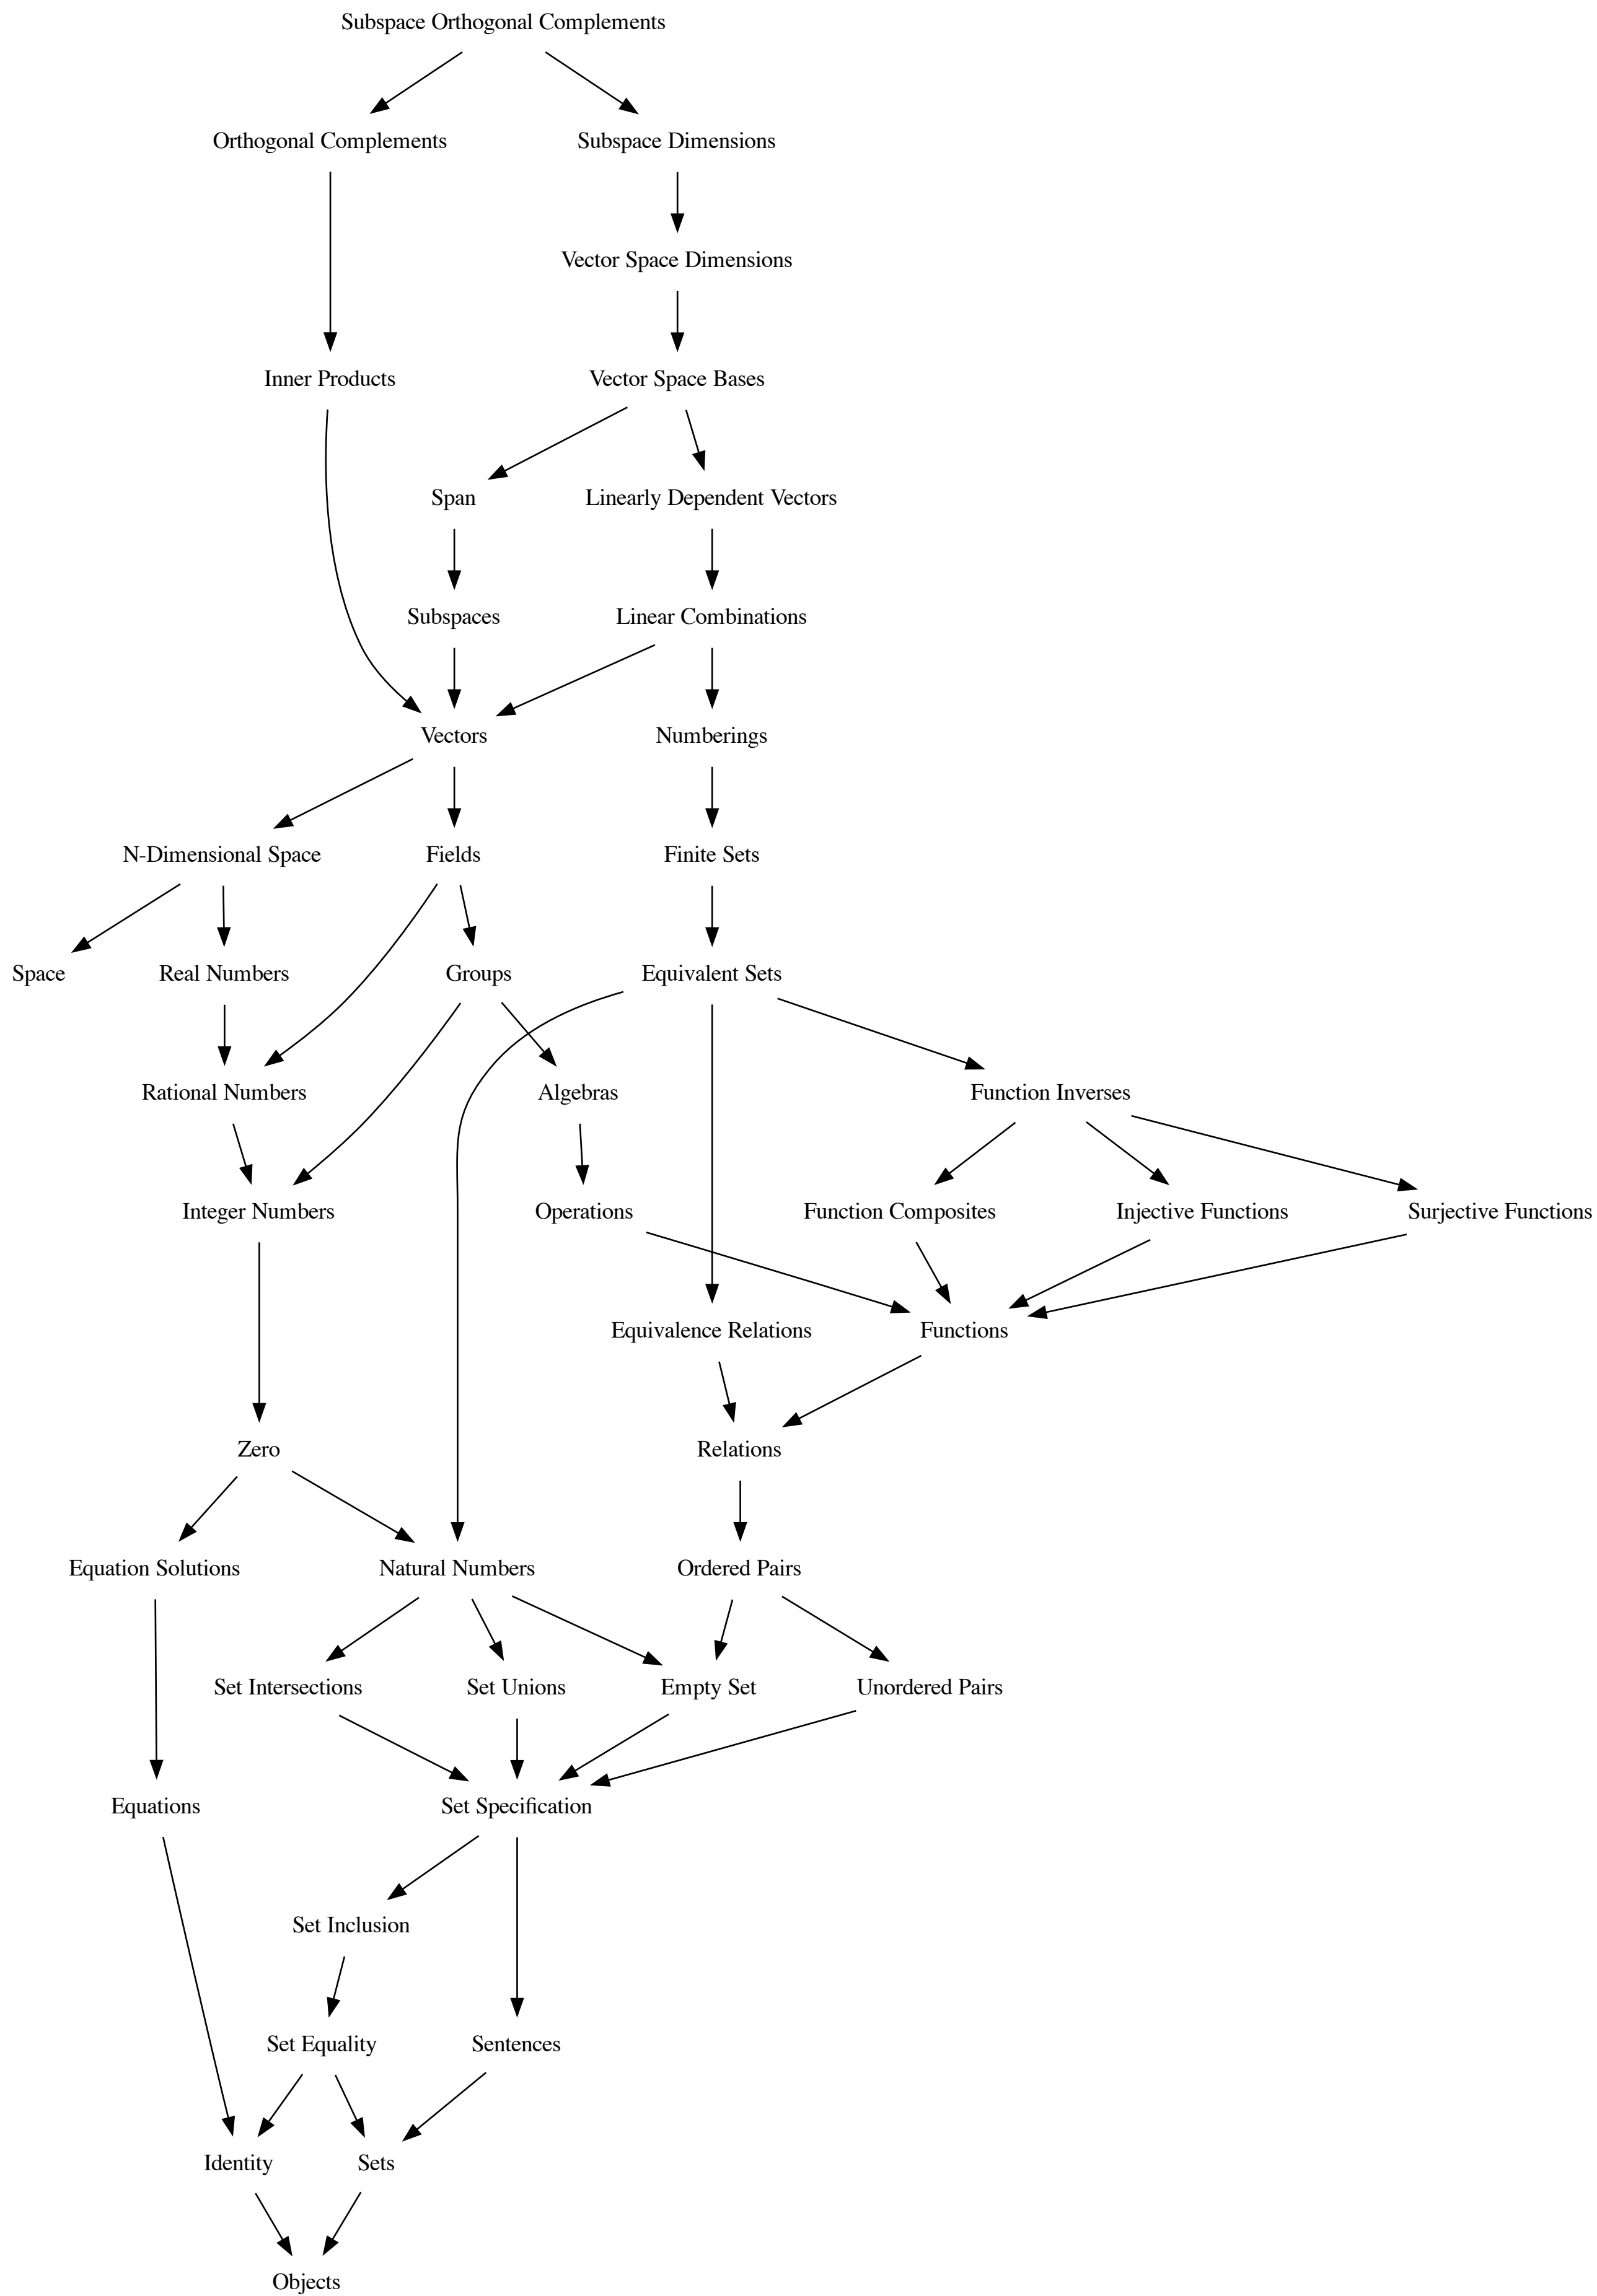 Subspace Orthogonal Complements
Orthogonal Complements
Subspace Dimensions
Vector Space Dimensions
Inner Products
Vector Space Bases
Span
Linearly Dependent Vectors
Subspaces
Linear Combinations
Vectors
Numberings
N-Dimensional Space
Fields
Finite Sets
Space
Real Numbers
Groups
Equivalent Sets
Rational Numbers
Algebras
Function Inverses
Integer Numbers
Operations
Function Composites
Injective Functions
Surjective Functions
Equivalence Relations
Functions
Zero
Relations
Equation Solutions
Natural Numbers
Ordered Pairs
Set Intersections
Set Unions
Empty Set
Unordered Pairs
Equations
Set Specification
Set Inclusion
Set Equality
Sentences
Identity
Sets
Objects